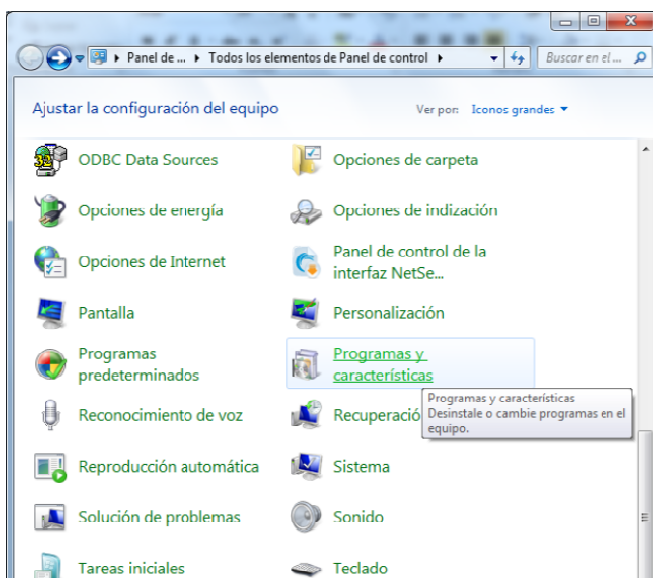 Panel de ... ▸ Todos los elementos de Panel de control ▸
Buscar en el ...
Ajustar la configuración del equipo
Ver por: Iconos grandes
ODBC Data Sources
Opciones de carpeta
Opciones de energía
Opciones de indización
Opciones de Internet
Panel de control de la
interfaz NetSe...
Pantalla
Personalización
Programas
predeterminados
Programas y
características
Programas y características
Desinstale o cambie programas en el
equipo.
Reconocimiento de voz
Recuperació
Reproducción automática
Sistema
Solución de problemas
Sonido
Tareas iniciales
Teclado